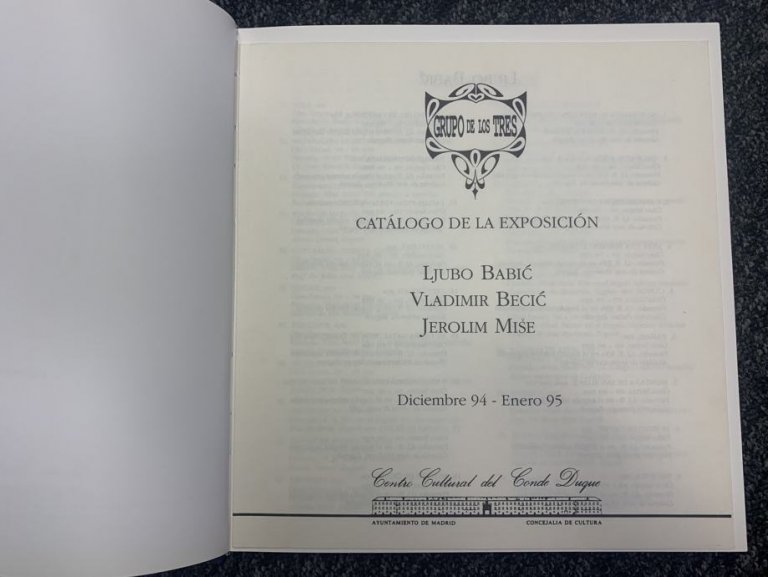 GRUPO DE LOS TRES
CATÁLOGO DE LA EXPOSICIÓN
LJUBO BABIĆ
VLADIMIR BECIĆ
JEROLIM MIŠE
Diciembre 94 - Enero 95
Centro Cultural del Conde Duque
AYUNTAMIENTO DE MADRID CONCEJALIA DE CULTURA